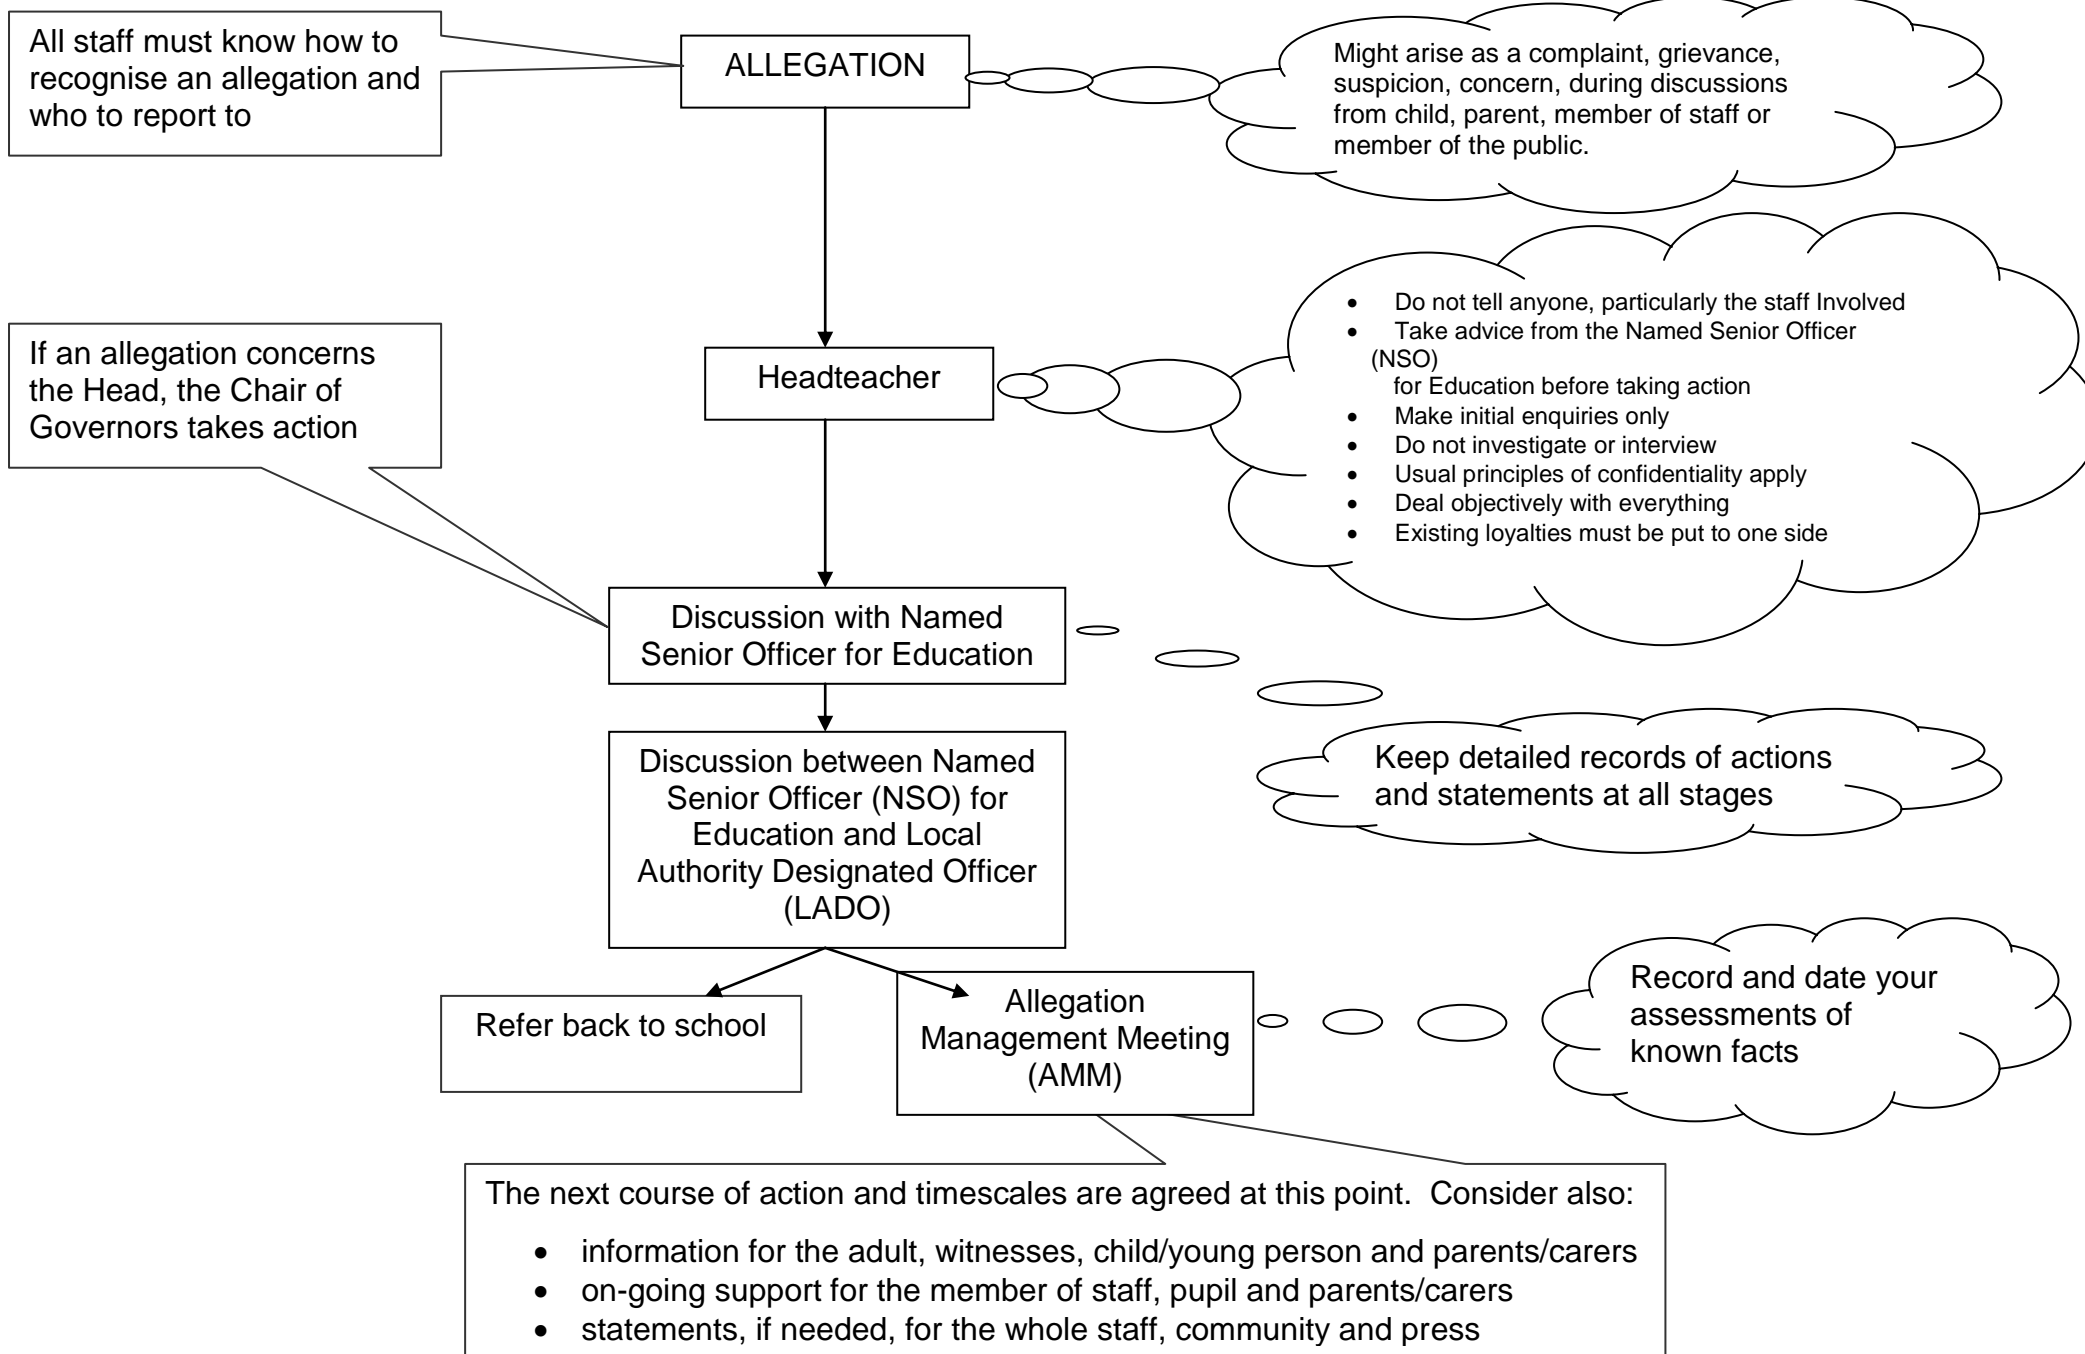 All staff must know how to
recognise an allegation and
who to report to
ALLEGATION
Might arise as a complaint, grievance,
suspicion, concern, during discussions
from child, parent, member of staff or
member of the public.
If an allegation concerns
the Head, the Chair of
Governors takes action
Headteacher
• Do not tell anyone, particularly the staff Involved
• Take advice from the Named Senior Officer
(NSO)
for Education before taking action
• Make initial enquiries only
• Do not investigate or interview
• Usual principles of confidentiality apply
• Deal objectively with everything
• Existing loyalties must be put to one side
Discussion with Named
Senior Officer for Education
Discussion between Named
Senior Officer (NSO) for
Education and Local
Authority Designated Officer
(LADO)
Keep detailed records of actions
and statements at all stages
Refer back to school
Allegation
Management Meeting
(AMM)
Record and date your
assessments of
known facts
The next course of action and timescales are agreed at this point.  Consider also:
• information for the adult, witnesses, child/young person and parents/carers
• on-going support for the member of staff, pupil and parents/carers
• statements, if needed, for the whole staff, community and press